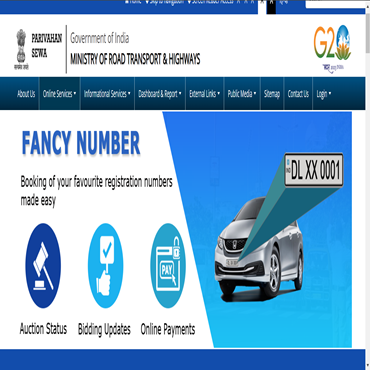 Home Skip to Navigation Screen Reader Access A A A A
PARIVAHAN
SEWA
Government of India
MINISTRY OF ROAD TRANSPORT & HIGHWAYS
G20
About Us Online Services Informational Services Dashboard & Report External Links Public Media Sitemap Contact Us Login
FANCY NUMBER
Booking of your favourite registration numbers
made easy
DL XX 0001
IND
PAY
Auction Status Bidding Updates Online Payments